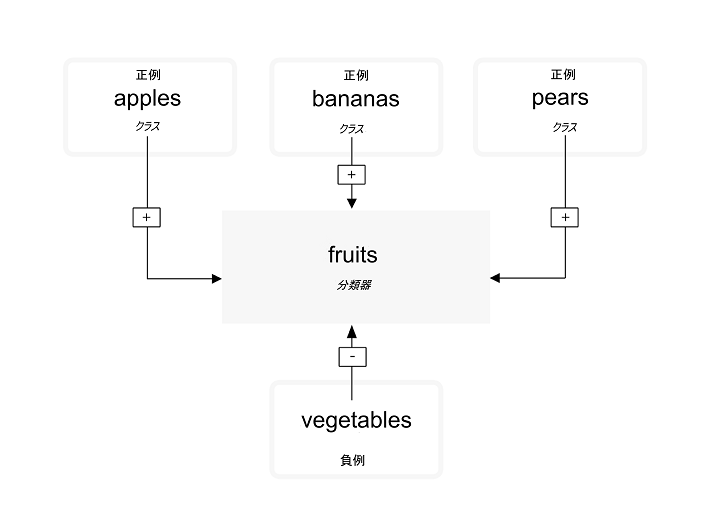 正例
apples
クラス
正例
bananas
クラス
正例
pears
クラス
+
+
+
fruits
分類器
-
vegetables
負例